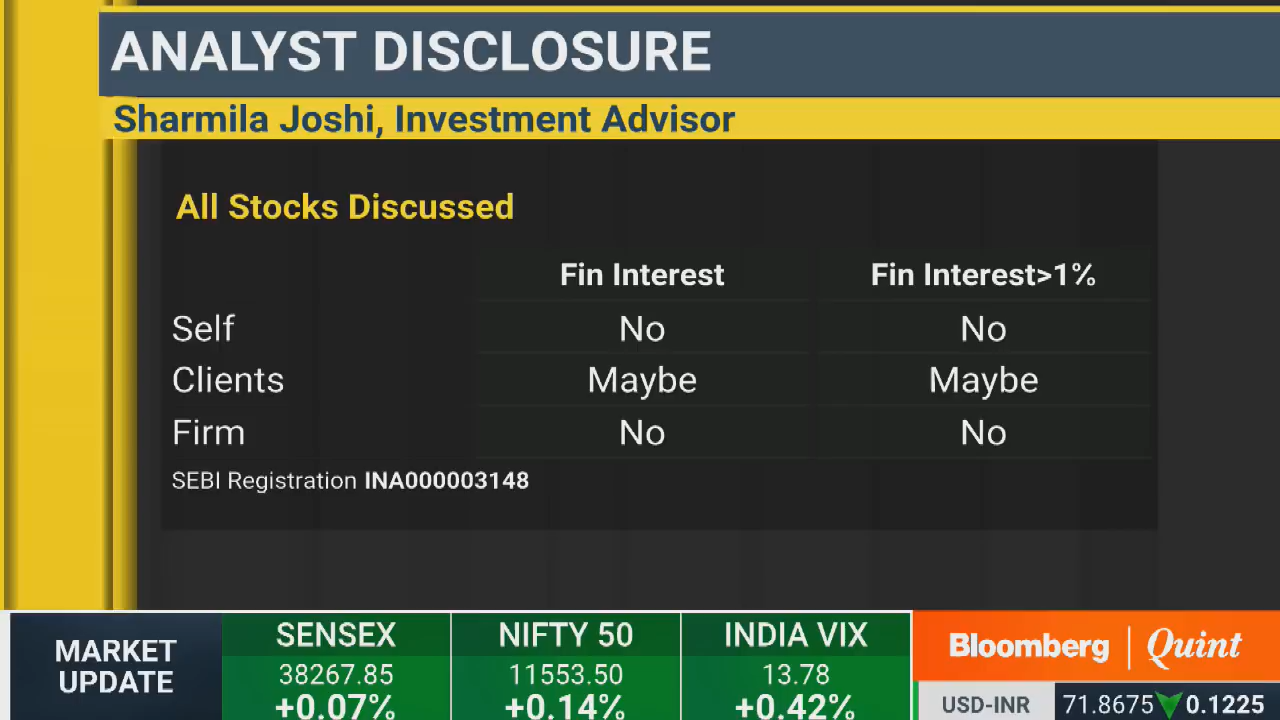 ANALYST DISCLOSURE
Sharmila Joshi, Investment Advisor
All Stocks Discussed
Fin Interest Fin Interest>1%
Self No No
Clients Maybe Maybe
Firm No No
SEBI Registration INA000003148
MARKET UPDATE
SENSEX 38267.85 +0.07%
NIFTY 50 11553.50 +0.14%
INDIA VIX 13.78 +0.42%
Bloomberg | Quint
USD-INR 71.8675 0.1225